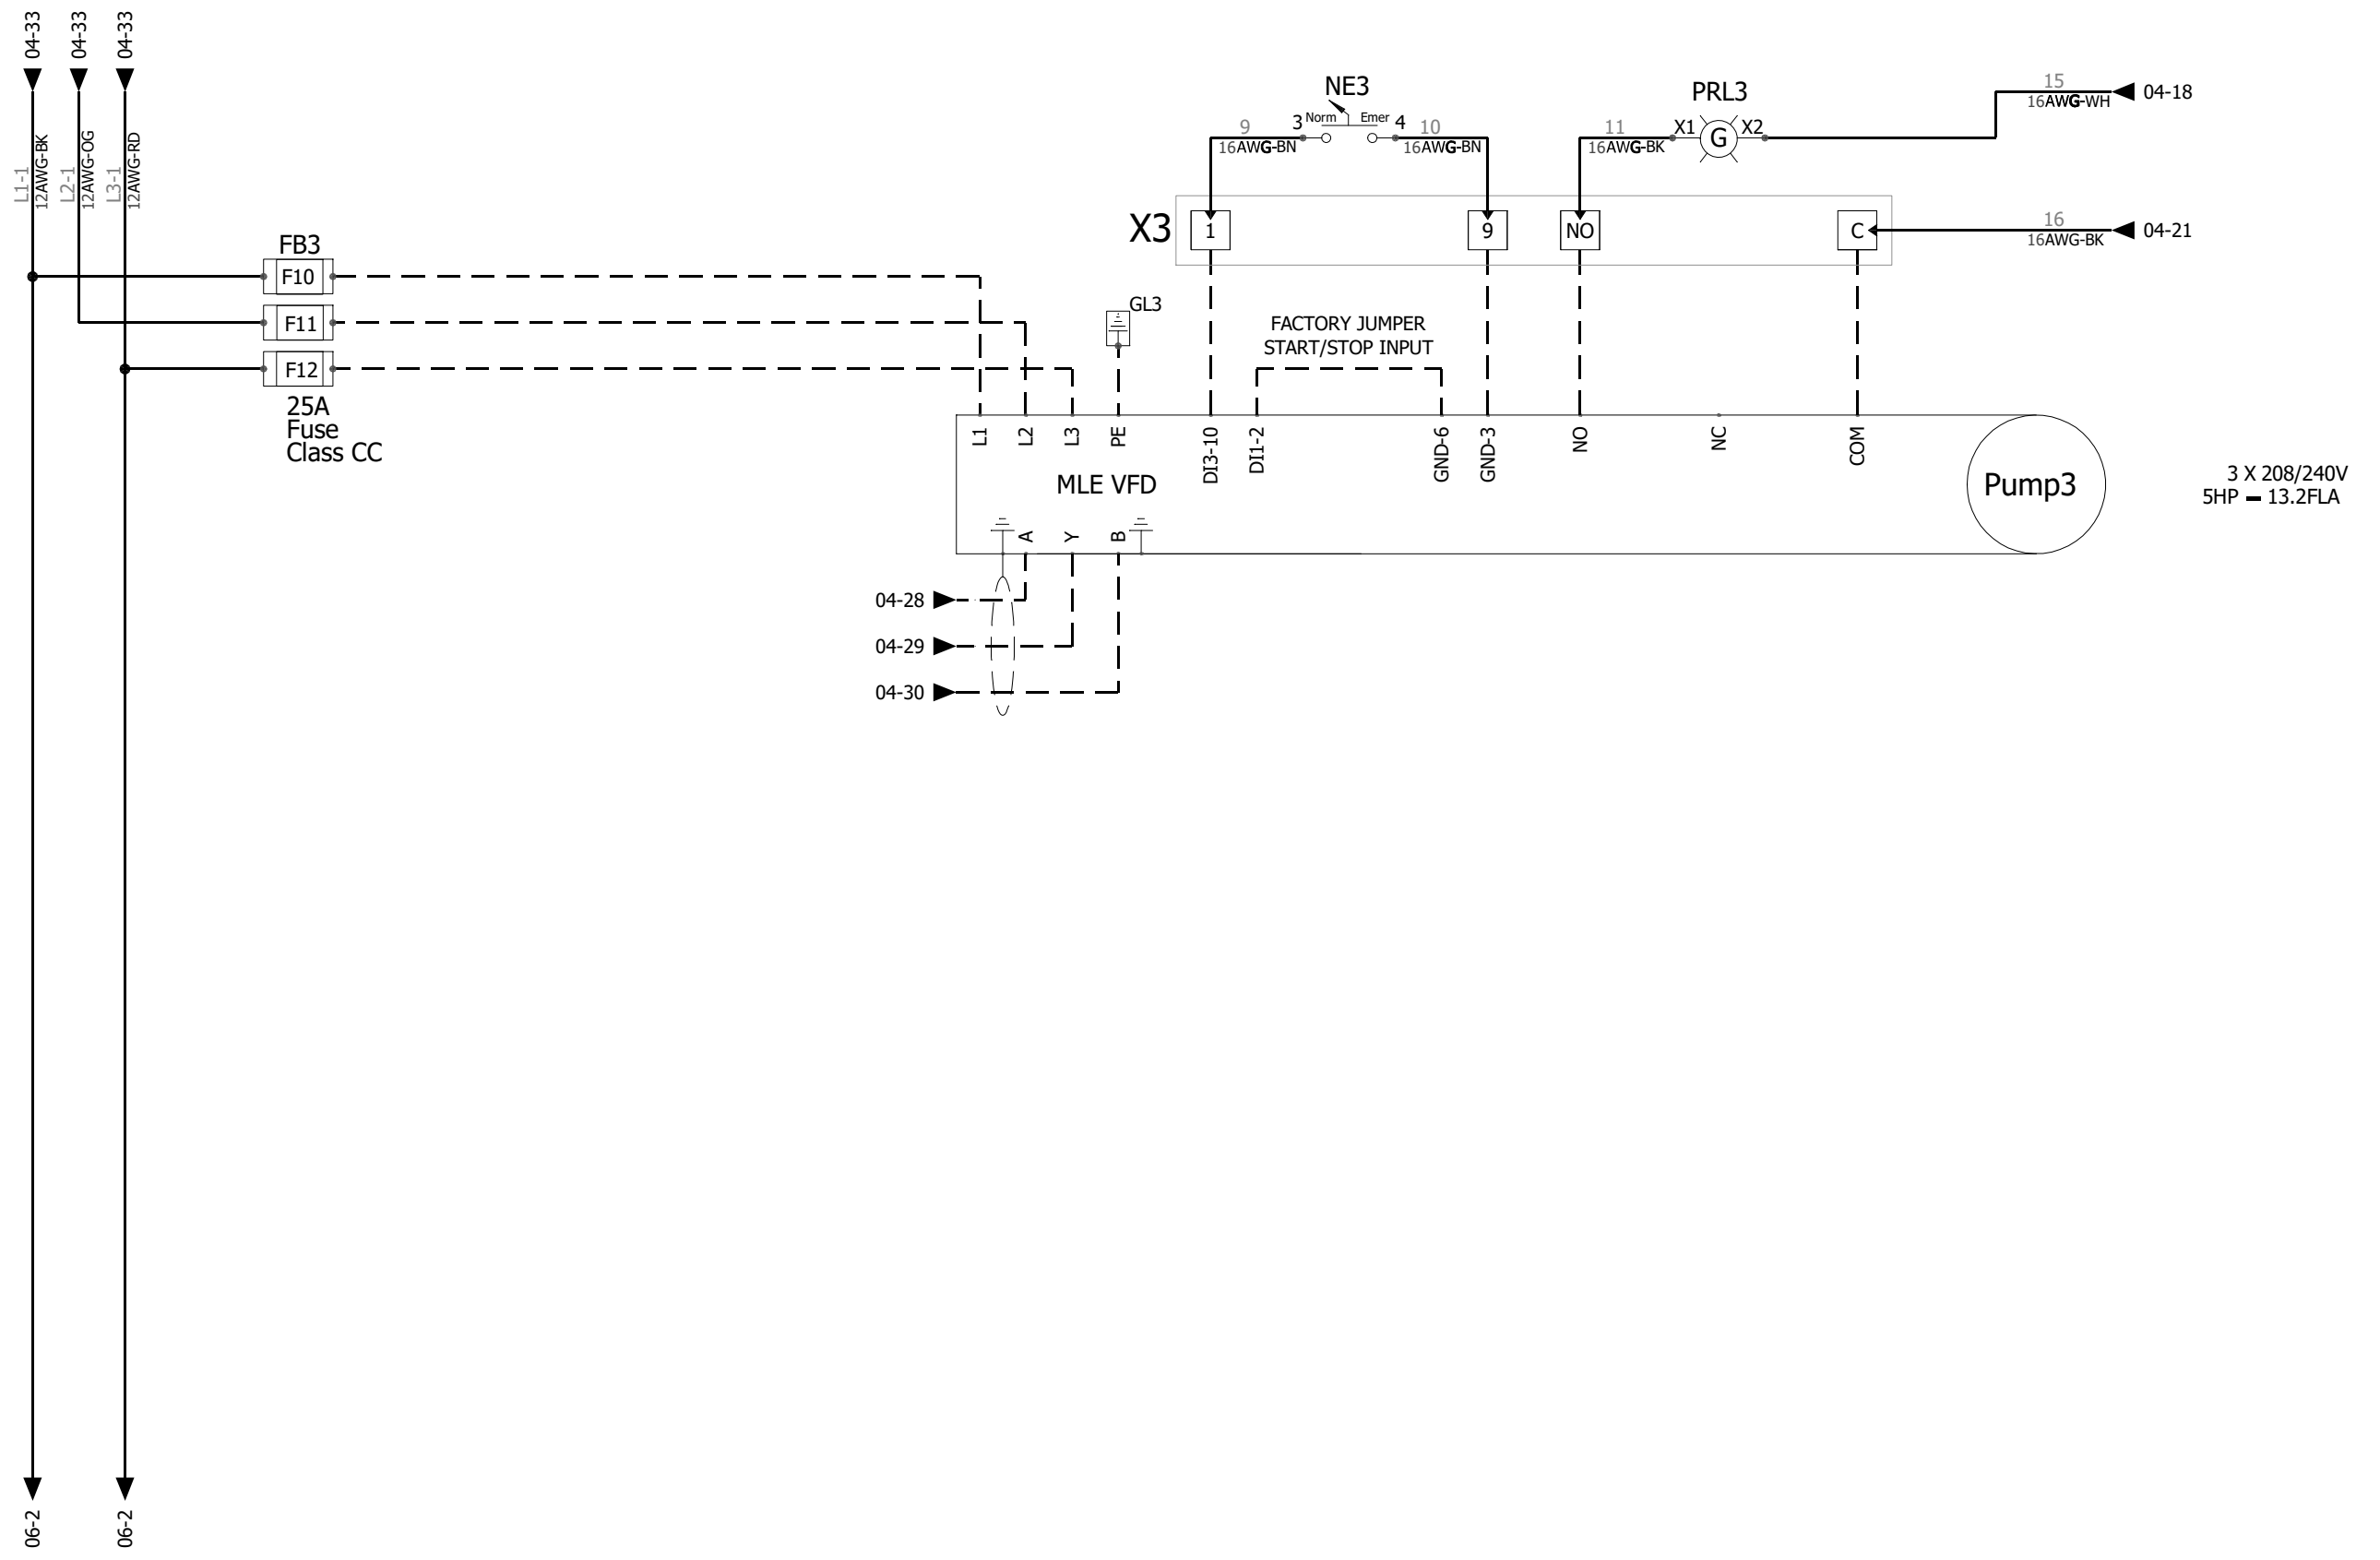 04-33
04-33
04-33
L1-1
12AWG-BK
L2-1
12AWG-OG
L3-1
12AWG-RD
NE3
9
16AWG-BN
3
Norm
Emer
4
10
16AWG-BN
PRL3
11
16AWG-BK
X1
G
X2
15
16AWG-WH
04-18
X3
1
9
NO
C
16
16AWG-BK
04-21
FB3
F10
F11
F12
25A
Fuse
Class CC
GL3
FACTORY JUMPER
START/STOP INPUT
L1
L2
L3
PE
DI3-10
DI1-2
GND-6
GND-3
NO
NC
COM
MLE VFD
Pump3
3 X 208/240V
5HP = 13.2FLA
A
Y
B
04-28
04-29
04-30
06-2
06-2